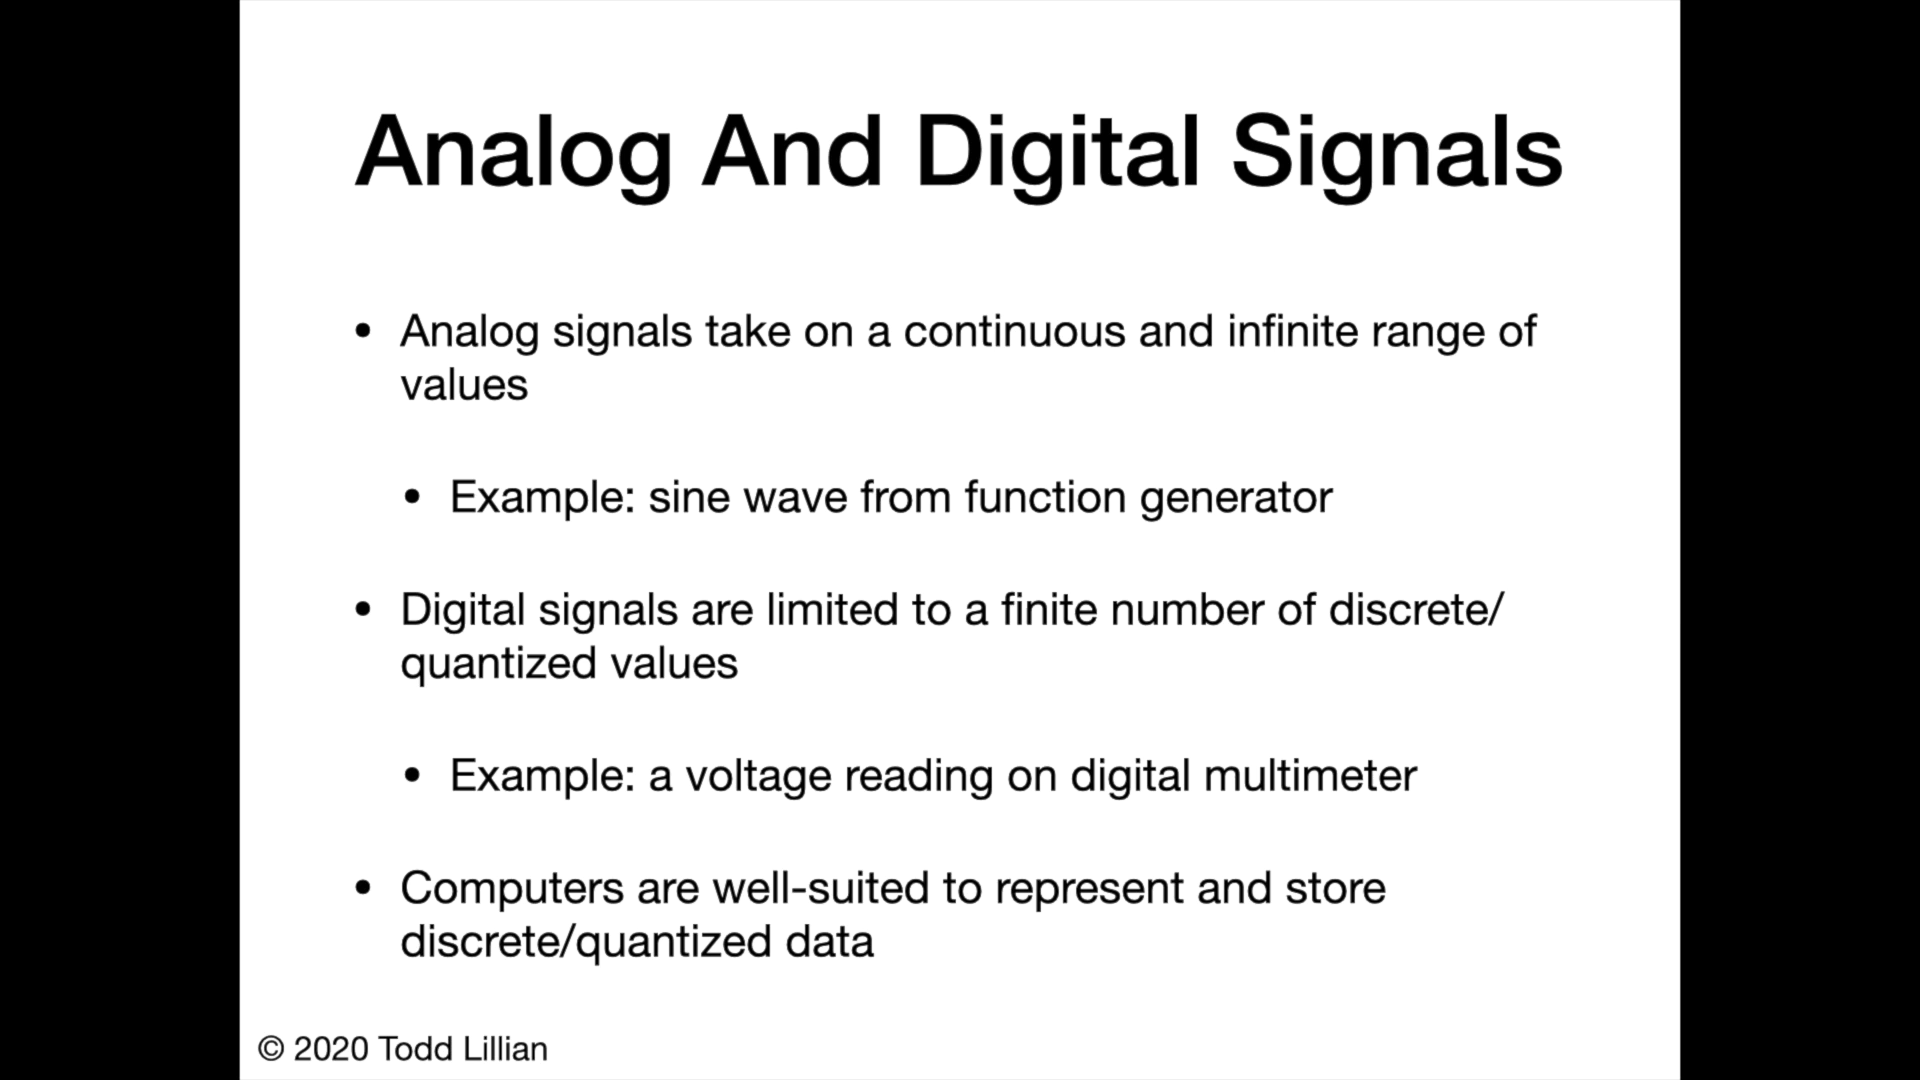 Analog And Digital Signals
• Analog signals take on a continuous and infinite range of
values
• Example: sine wave from function generator
• Digital signals are limited to a finite number of discrete/
quantized values
• Example: a voltage reading on digital multimeter
• Computers are well-suited to represent and store
discrete/quantized data
© 2020 Todd Lillian